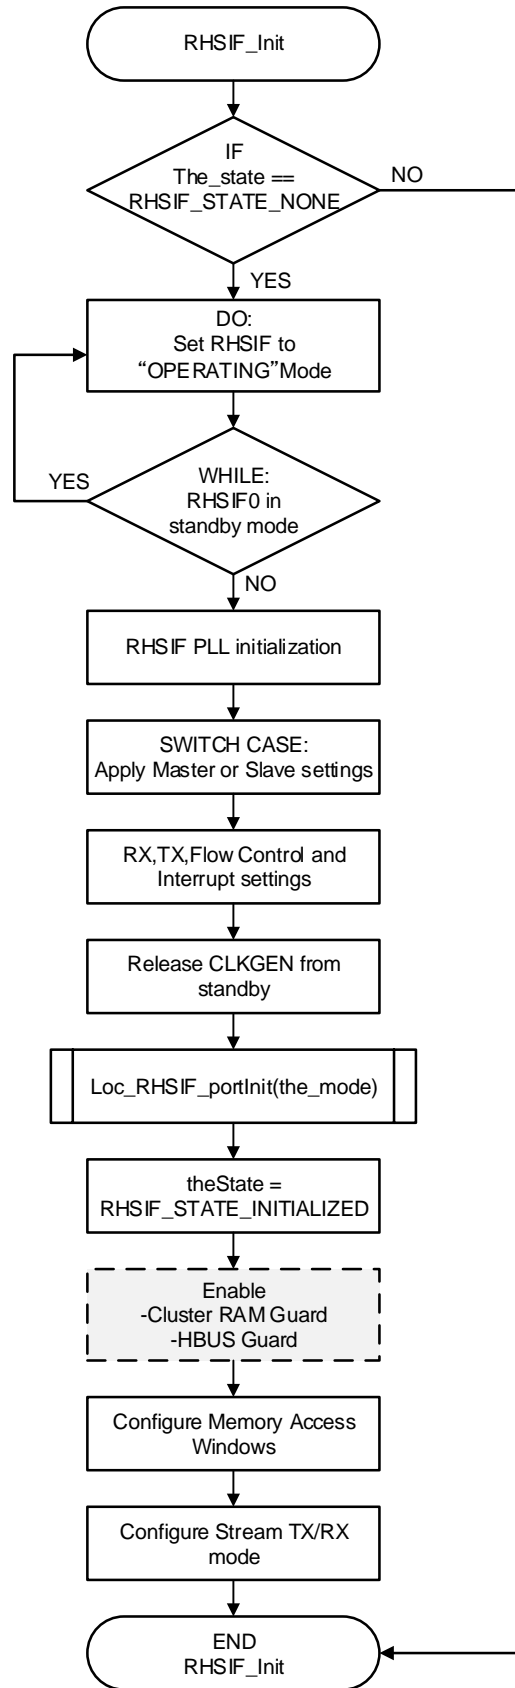 RHSIF_Init
IF
The_state ==
RHSIF_STATE_NONE
NO
YES
DO:
Set RHSIF to
“OPERATING”Mode
YES
WHILE:
RHSIF0 in
standby mode
NO
RHSIF PLL initialization
SWITCH CASE:
Apply Master or Slave settings
RX,TX,Flow Control and
Interrupt settings
Release CLKGEN from
standby
Loc_RHSIF_portInit(the_mode)
theState =
RHSIF_STATE_INITIALIZED
Enable
-Cluster RAM Guard
-HBUS Guard
Configure Memory Access
Windows
Configure Stream TX/RX
mode
END
RHSIF_Init